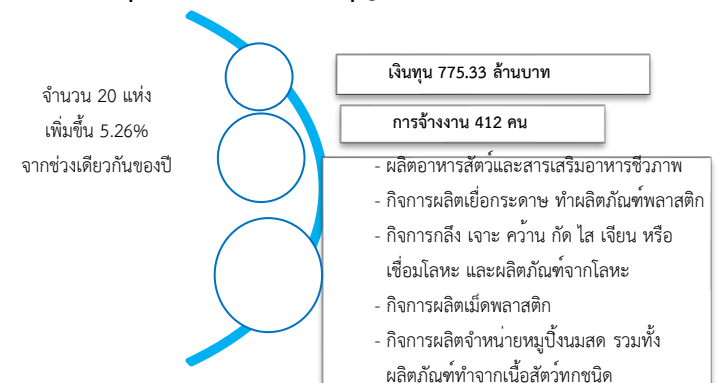 จำนวน 20 แห่ง
เพิ่มขึ้น 5.26%
จากช่วงเดียวกันของปี
เงินทุน 775.33 ล้านบาท
การจ้างงาน 412 คน
- ผลิตอาหารสัตว์และสารเสริมอาหารชีวภาพ
- กิจการผลิตเยื่อกระดาษ ทำผลิตภัณฑ์พลาสติก
- กิจการกลึง เจาะ คว้าน กัด ไส เจียน หรือ
เชื่อมโลหะ และผลิตภัณฑ์จากโลหะ
- กิจการผลิตเม็ดพลาสติก
- กิจการผลิตจำหน่ายหมูปิ้งนมสด รวมทั้ง
ผลิตภัณฑ์ทำจากเนื้อสัตว์ทุกชนิด